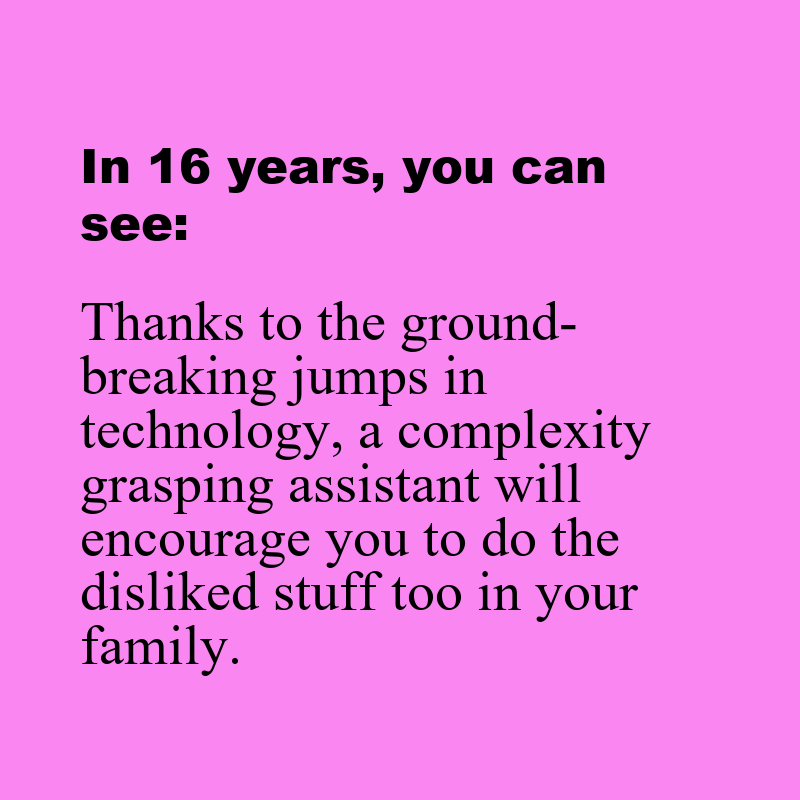 In 16 years, you can
see:
Thanks to the ground-
breaking jumps in
technology, a complexity
grasping assistant will
encourage you to do the
disliked stuff too in your
family.